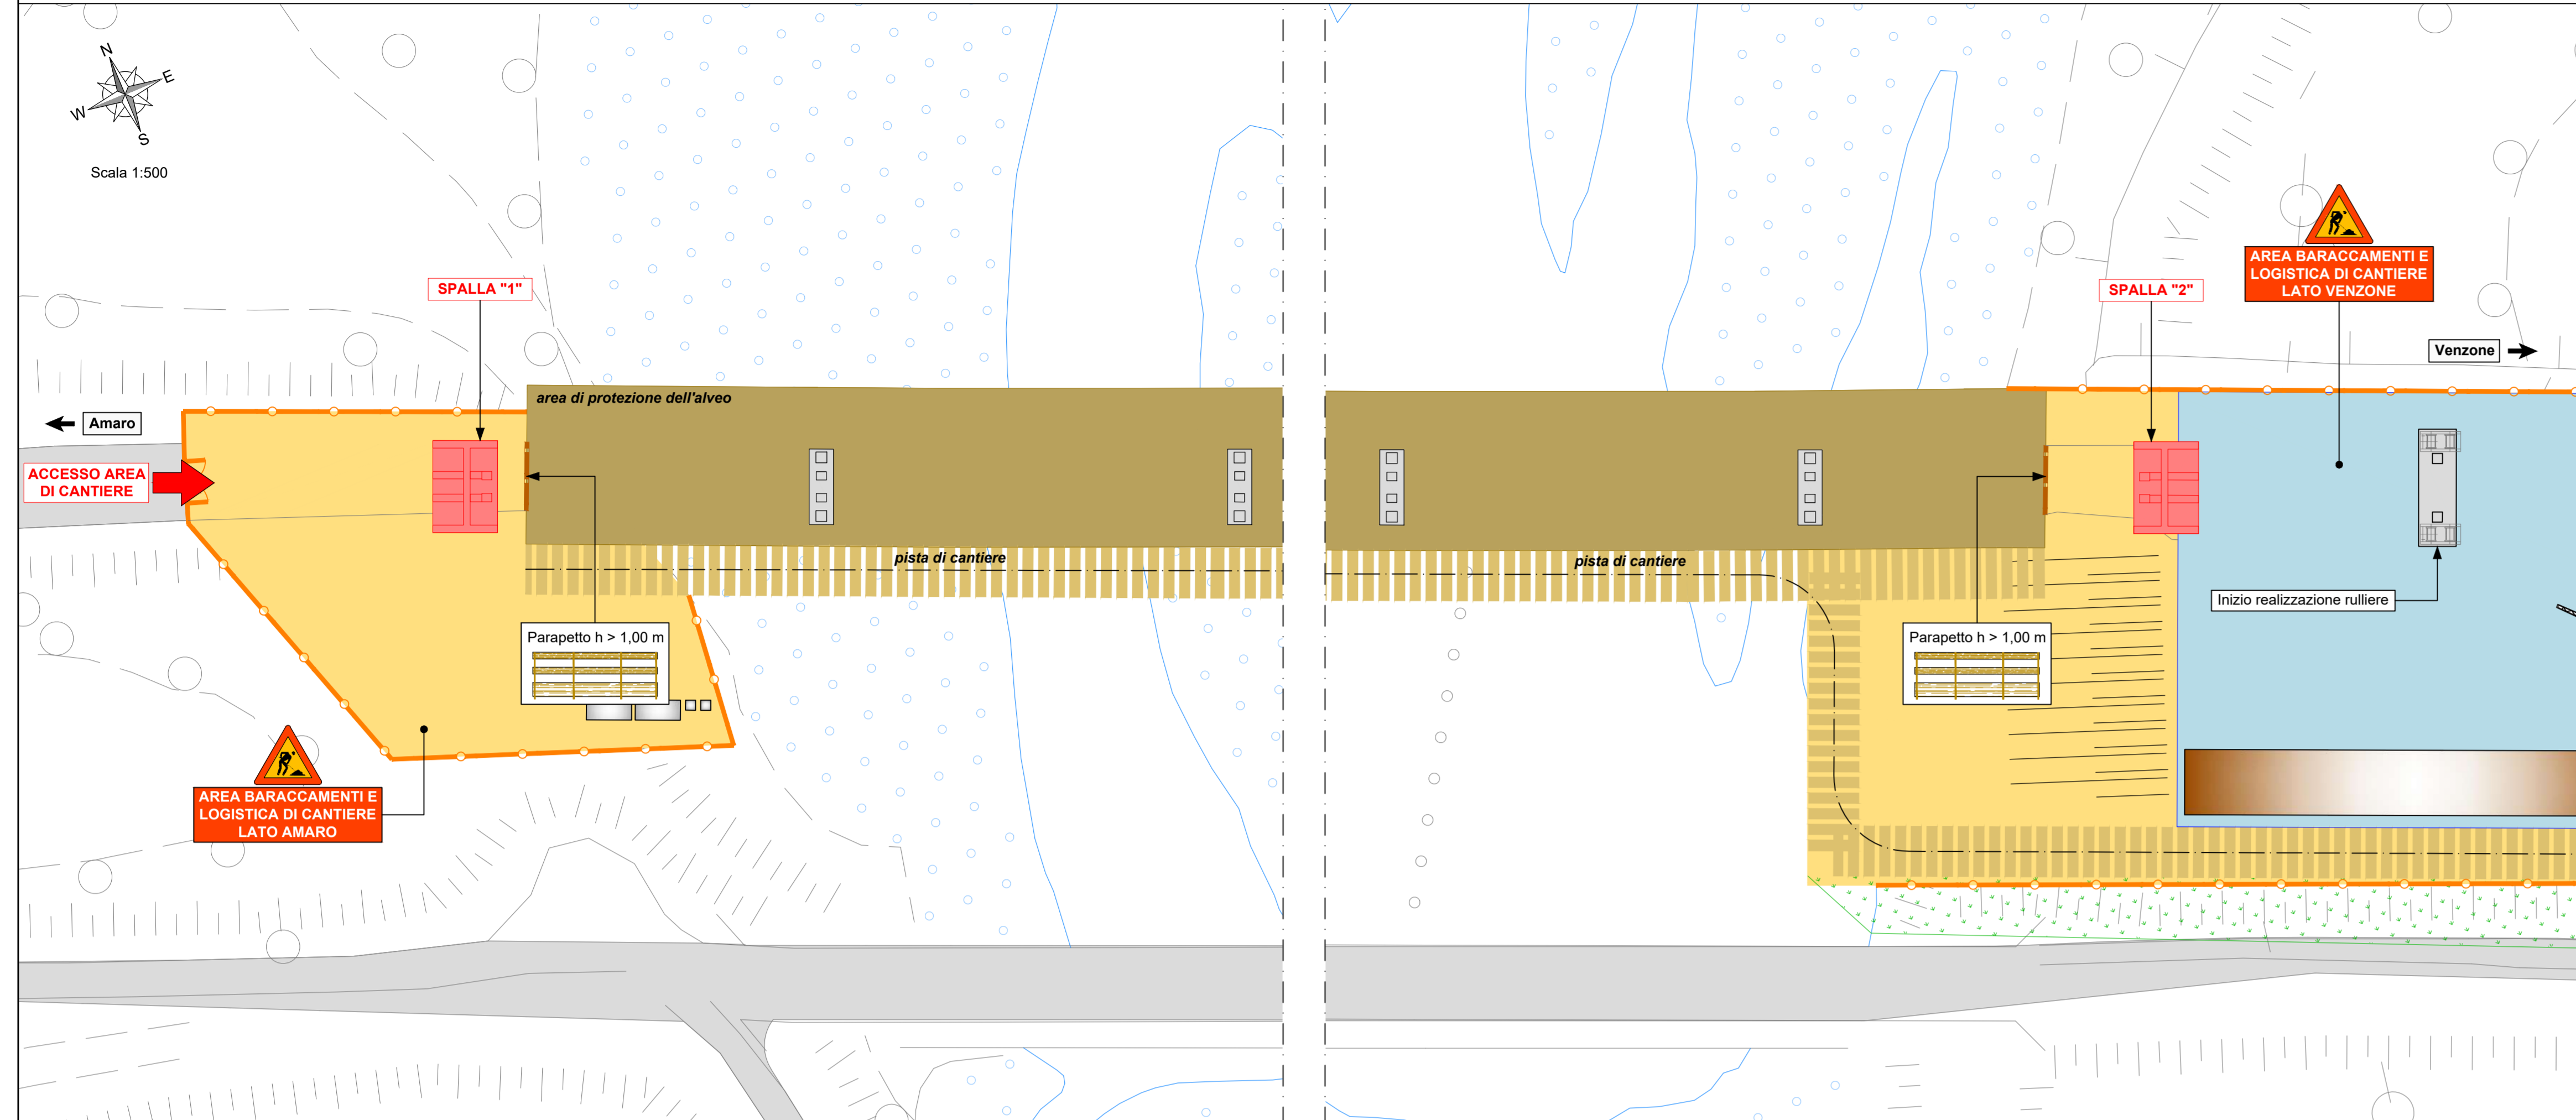 N
E
W
S
Scala 1:500
SPALLA "1"
Amaro
ACCESSO AREA
DI CANTIERE
area di protezione dell'alveo
pista di cantiere
Parapetto h > 1,00 m
AREA BARACCAMENTI E
LOGISTICA DI CANTIERE
LATO AMARO
pista di cantiere
SPALLA "2"
AREA BARACCAMENTI E
LOGISTICA DI CANTIERE
LATO VENZONE
Venzone
Inizio realizzazione rulliere
Parapetto h > 1,00 m